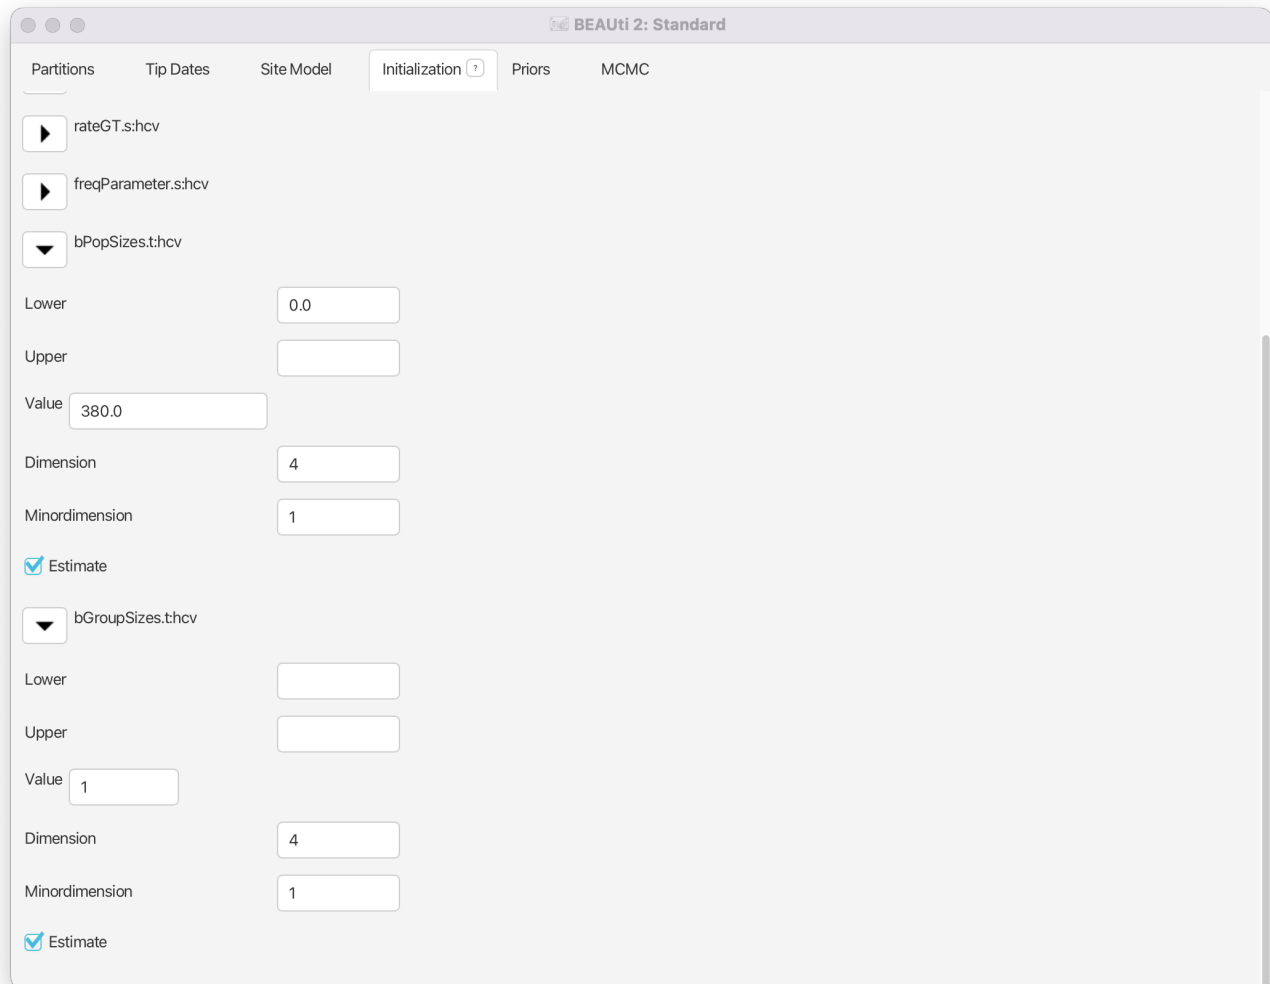 BEAUti 2: Standard
Partitions Tip Dates Site Model Initialization ? Priors MCMC
rateGT.s:hcv
freqParameter.s:hcv
bPopSizes.t:hcv
Lower 0.0
Upper
Value 380.0
Dimension 4
Minordimension 1
Estimate
bGroupSizes.t:hcv
Lower
Upper
Value 1
Dimension 4
Minordimension 1
Estimate